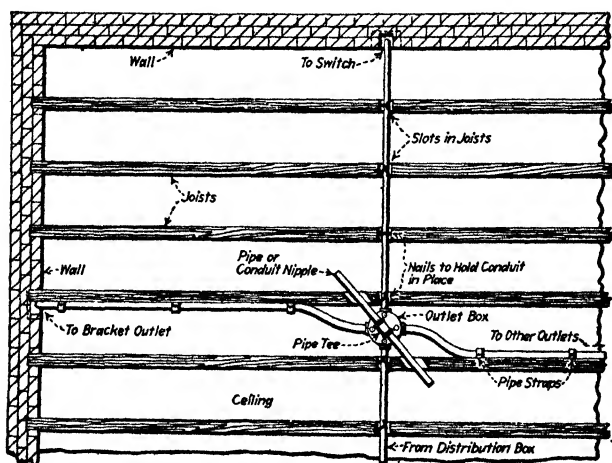 Wall
To Switch
Slots in Joists
Joists
Pipe or
Conduit Nipple
Wall
Nails to Hold Conduit
in Place
Outlet Box
To Bracket Outlet
To Other Outlets
Pipe Tee
Pipe Straps
Ceiling
From Distribution Box